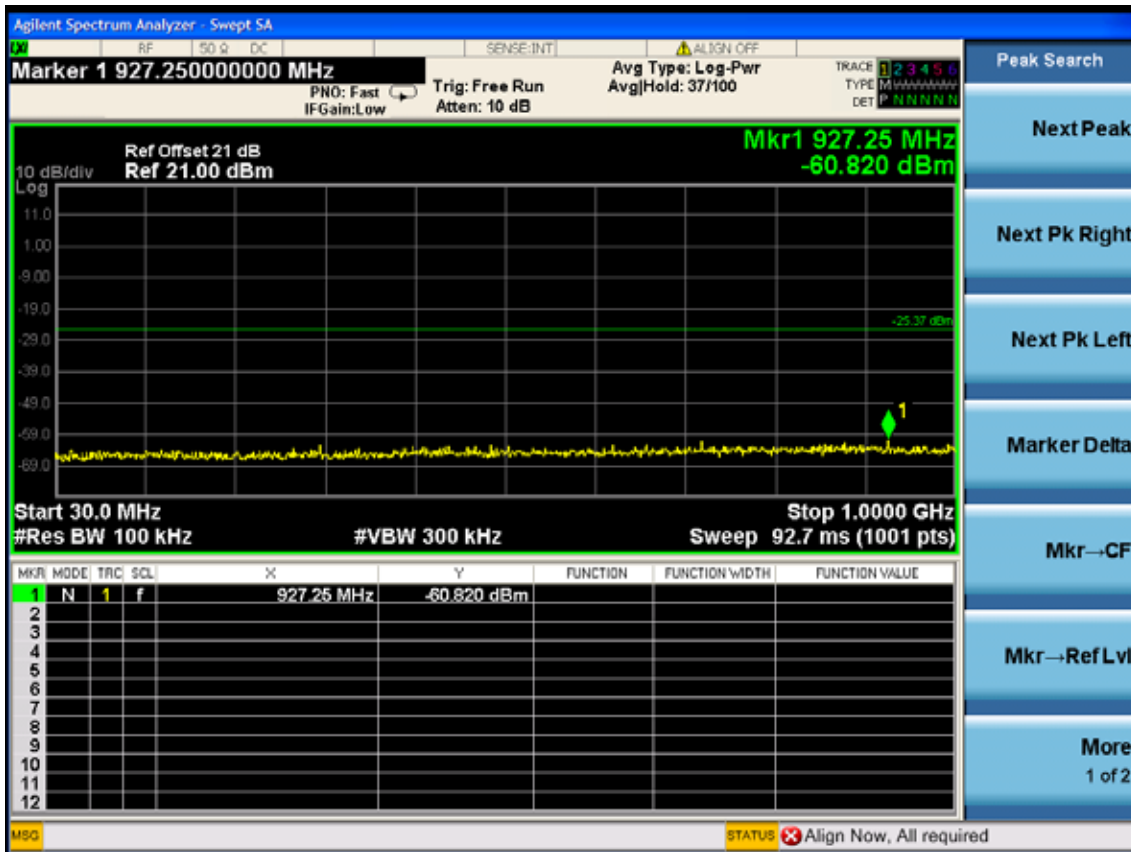 Agilent Spectrum Analyzer - Swept SA
RF 50 Ω DC SENSE:INT ALIGN OFF
Marker 1 927.250000000 MHz
PNO: Fast
IFGain:Low
Trig: Free Run
Atten: 10 dB
Avg Type: Log-Pwr
Avg|Hold: 37/100
TRACE 1 2 3 4 5 6
TYPE M
DET P N N N N N
Ref Offset 21 dB
10 dB/div Ref 21.00 dBm
Mkr1 927.25 MHz
-60.820 dBm
Log
11.0
1.00
-9.00
-19.0
-25.37 dBm
-29.0
-39.0
-49.0
1
-59.0
-69.0
Start 30.0 MHz Stop 1.0000 GHz
#Res BW 100 kHz #VBW 300 kHz Sweep 92.7 ms (1001 pts)
MKR MODE TRC SCL X Y FUNCTION FUNCTION WIDTH FUNCTION VALUE
1 N 1 f 927.25 MHz -60.820 dBm
2
3
4
5
6
7
8
9
10
11
12
MSG STATUS Align Now, All required
Peak Search
Next Peak
Next Pk Right
Next Pk Left
Marker Delta
Mkr→CF
Mkr→Ref Lvl
More
1 of 2